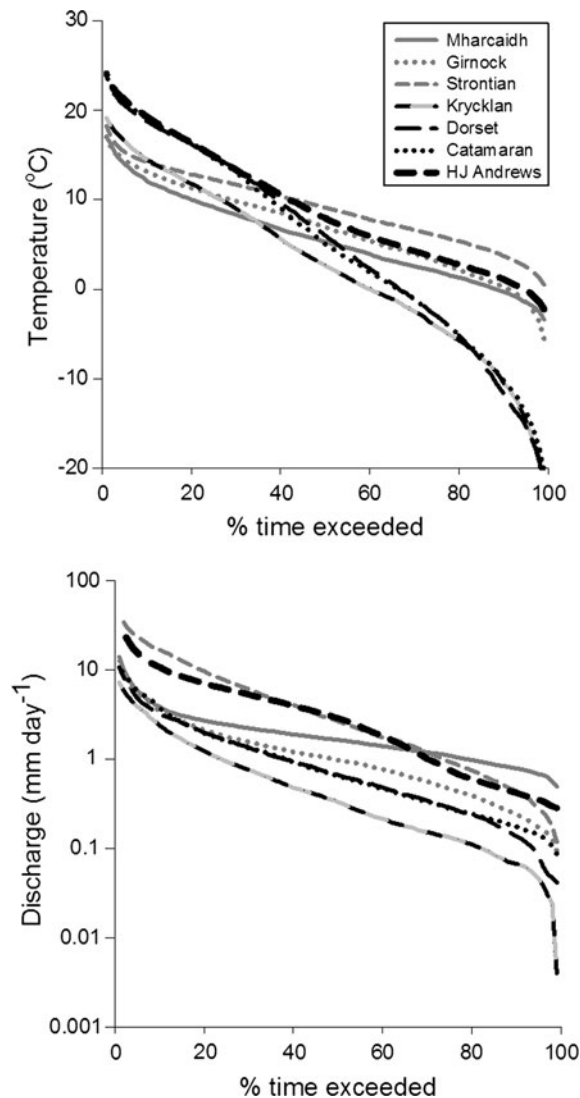 Temperature (°C)
30
20
10
0
-10
-20
0
20
40
60
80
100
% time exceeded
Mharcaidh
Girnock
Strontian
Krycklan
Dorset
Catamaran
HJ Andrews
Discharge (mm day⁻¹)
100
10
1
0.1
0.01
0.001
0
20
40
60
80
100
% time exceeded